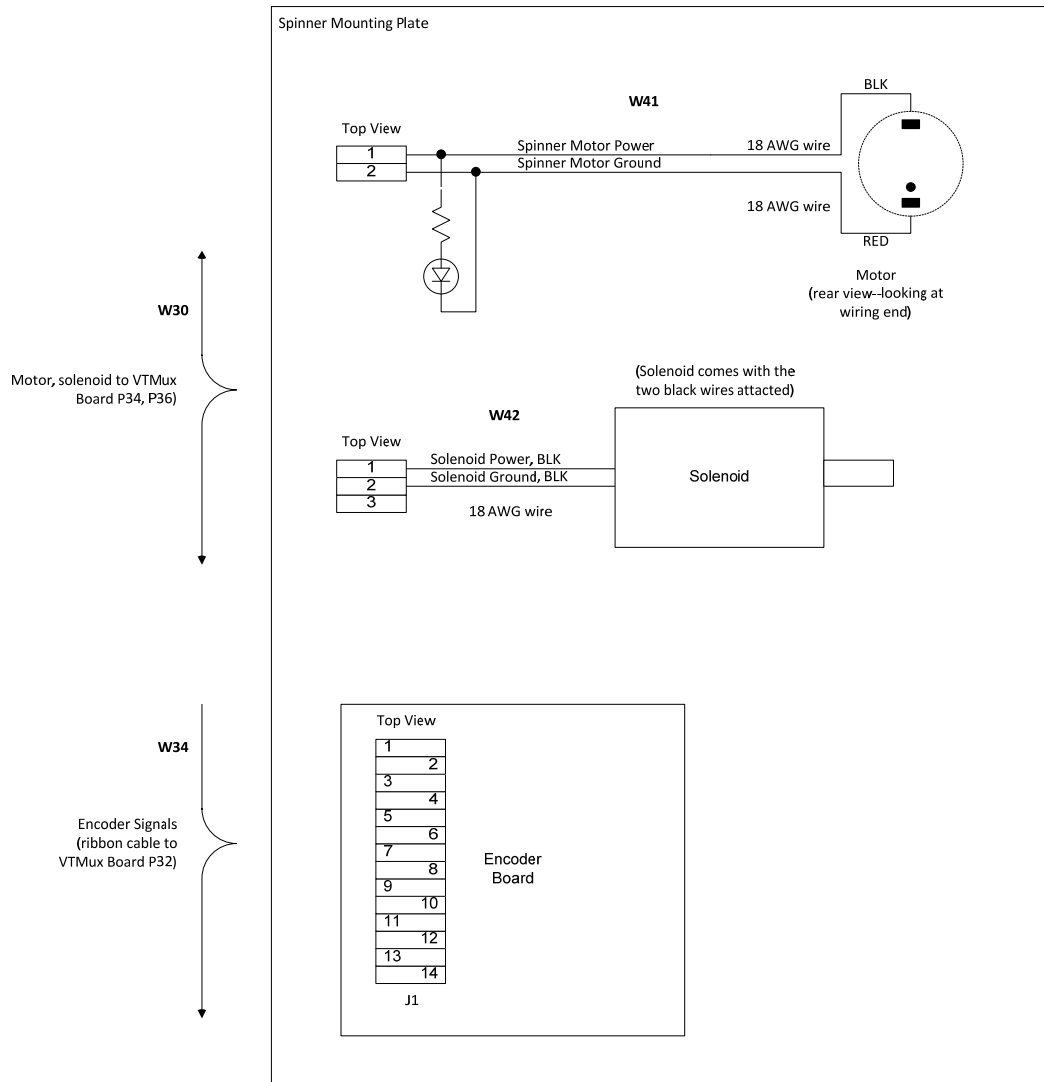 Spinner Mounting Plate
W41
BLK
Top View
1
2
Spinner Motor Power
Spinner Motor Ground
18 AWG wire
18 AWG wire
RED
Motor
(rear view--looking at
wiring end)
W30
Motor, solenoid to VTMux
Board P34, P36)
(Solenoid comes with the
two black wires attacted)
W42
Top View
1
2
3
Solenoid Power, BLK
Solenoid Ground, BLK
18 AWG wire
Solenoid
W34
Encoder Signals
(ribbon cable to
VTMux Board P32)
Top View
1
2
3
4
5
6
7
8
9
10
11
12
13
14
J1
Encoder
Board